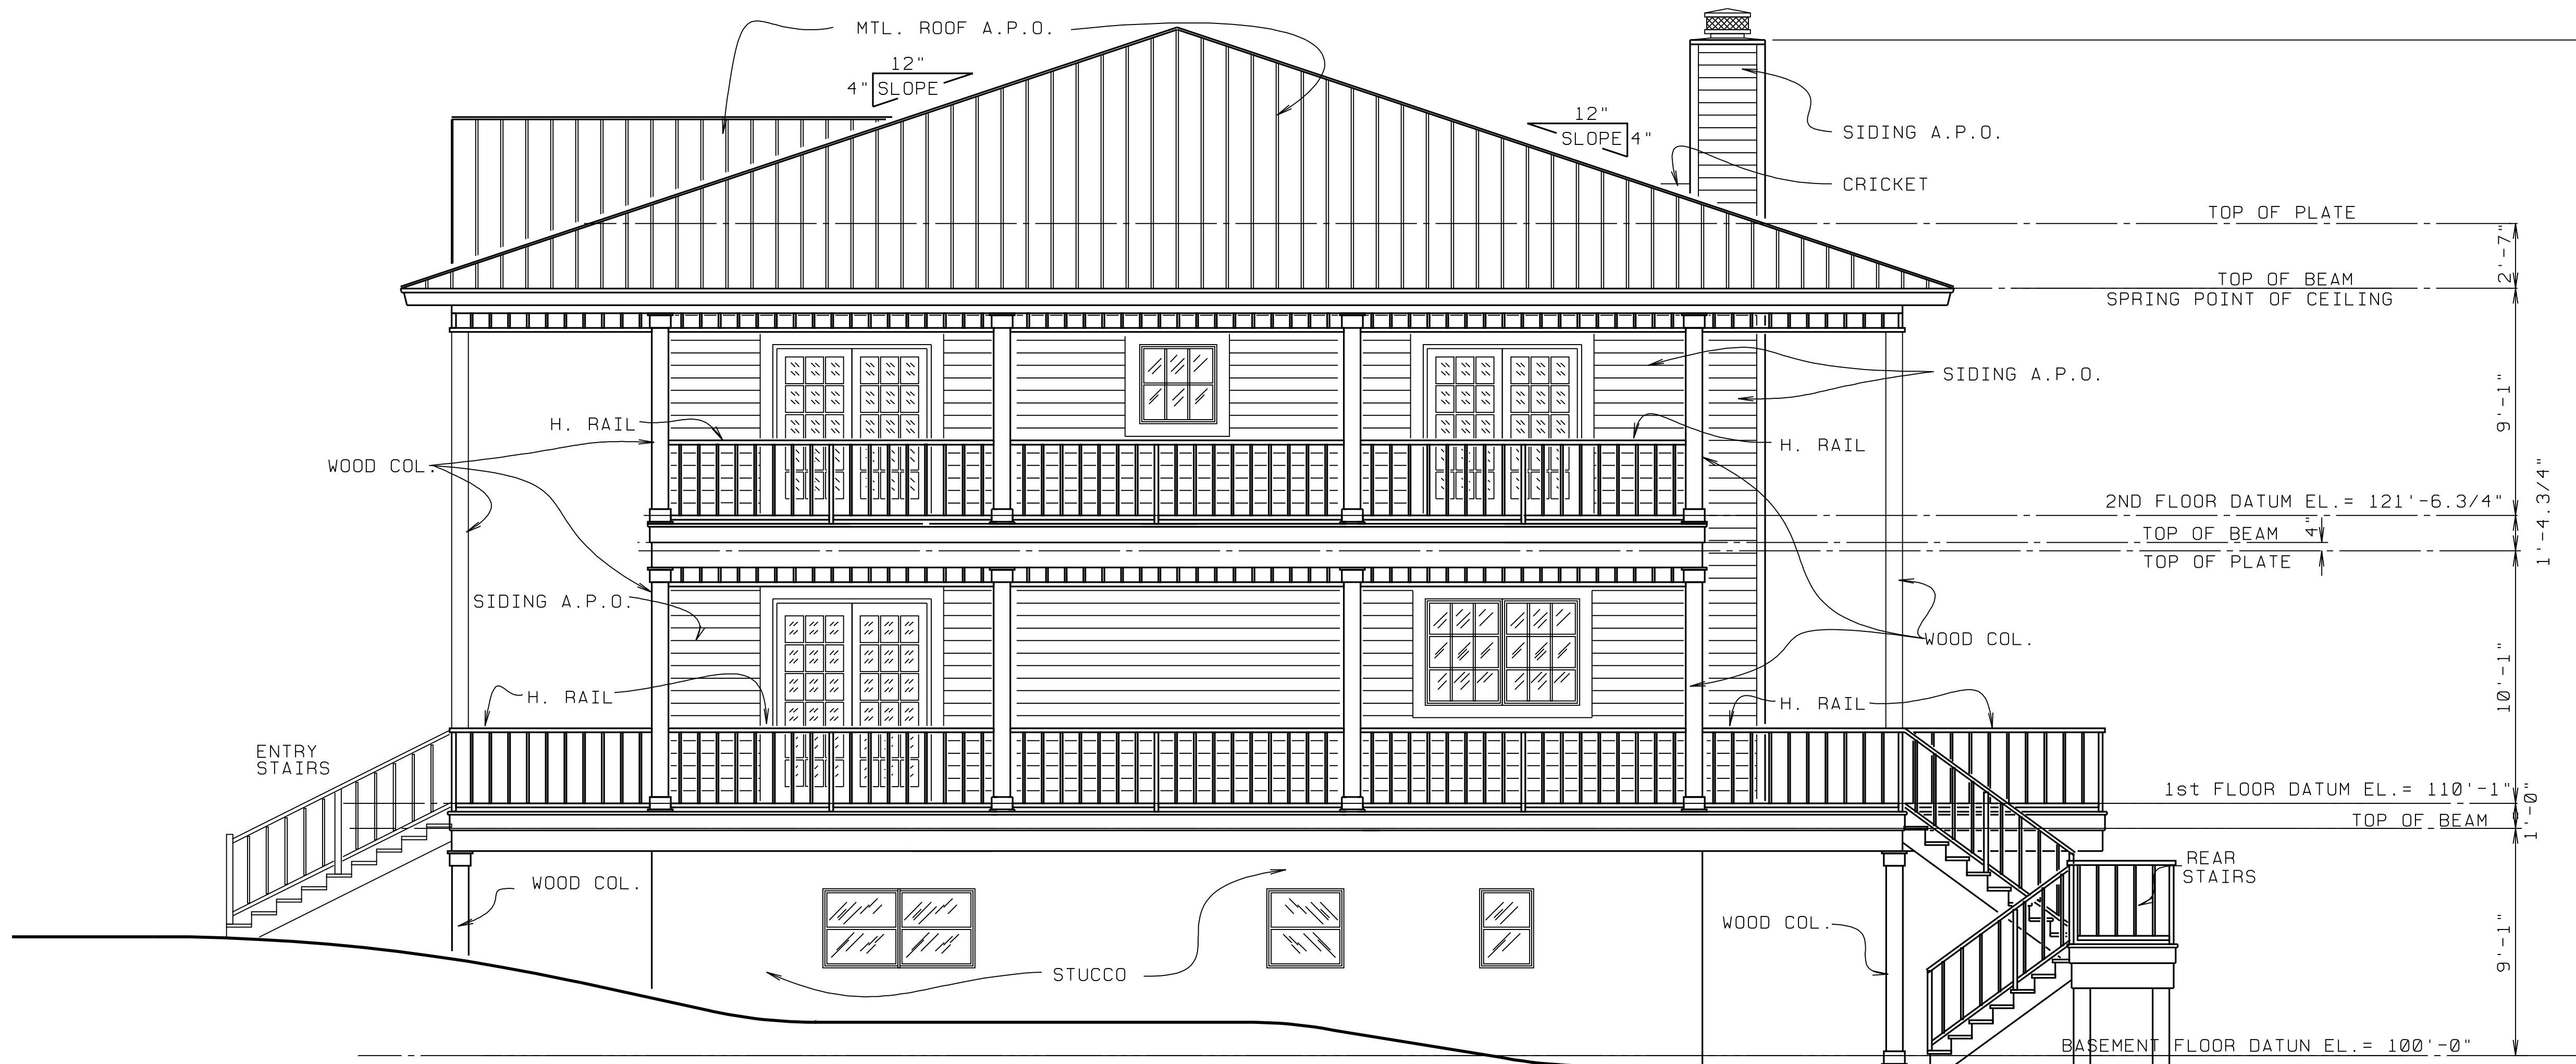 MTL. ROOF A.P.O.
12"
4" SLOPE
12"
SLOPE 4"
SIDING A.P.O.
CRICKET
TOP OF PLATE
2'-7"
TOP OF BEAM
SPRING POINT OF CEILING
SIDING A.P.O.
9'-1"
H. RAIL
H. RAIL
WOOD COL.
2ND FLOOR DATUM EL.= 121'-6.3/4"
1'-4.3/4"
TOP OF BEAM
4"
TOP OF PLATE
SIDING A.P.O.
WOOD COL.
10'-1"
H. RAIL
H. RAIL
ENTRY
STAIRS
1st FLOOR DATUM EL.= 110'-1"
1'-0"
TOP OF BEAM
REAR
STAIRS
WOOD COL.
WOOD COL.
9'-1"
STUCCO
BASEMENT FLOOR DATUN EL.= 100'-0"